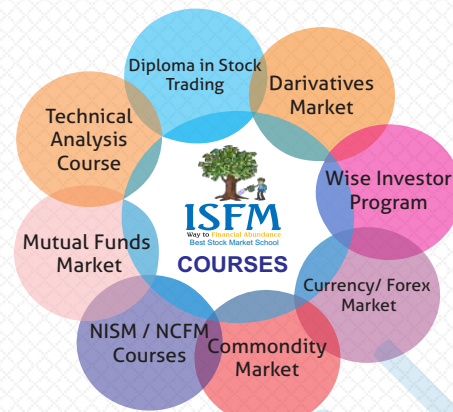 Diploma in Stock
Trading
Darivatives
Market
Wise Investor
Program
Currency/ Forex
Market
Commondity
Market
NISM / NCFM
Courses
Mutual Funds
Market
Technical
Analysis
Course
ISFM
Way to Financial Abundance
Best Stock Market School
COURSES